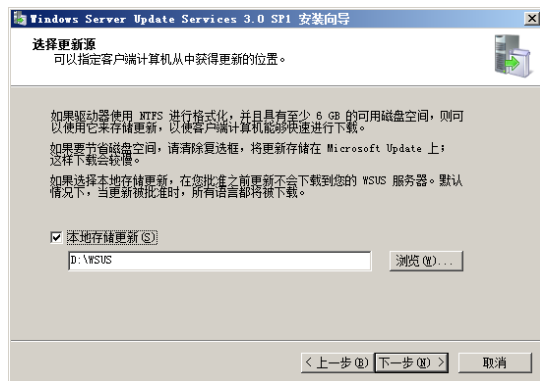 Windows Server Update Services 3.0 SP1 安装向导
选择更新源
可以指定客户端计算机从中获得更新的位置。
如果驱动器使用 NTFS 进行格式化，并且具有至少 6 GB 的可用磁盘空间，则可
以使用它来存储更新，以使客户端计算机能够快速进行下载。
如果要节省磁盘空间，请清除复选框，将更新存储在 Microsoft Update 上；
这样下载会较慢。
如果选择本地存储更新，在您批准之前更新不会下载到您的 WSUS 服务器。默认
情况下，当更新被批准时，所有语言都将被下载。
本地存储更新(S)
D:\WSUS
浏览(W)...
< 上一步(B)
下一步(N) >
取消